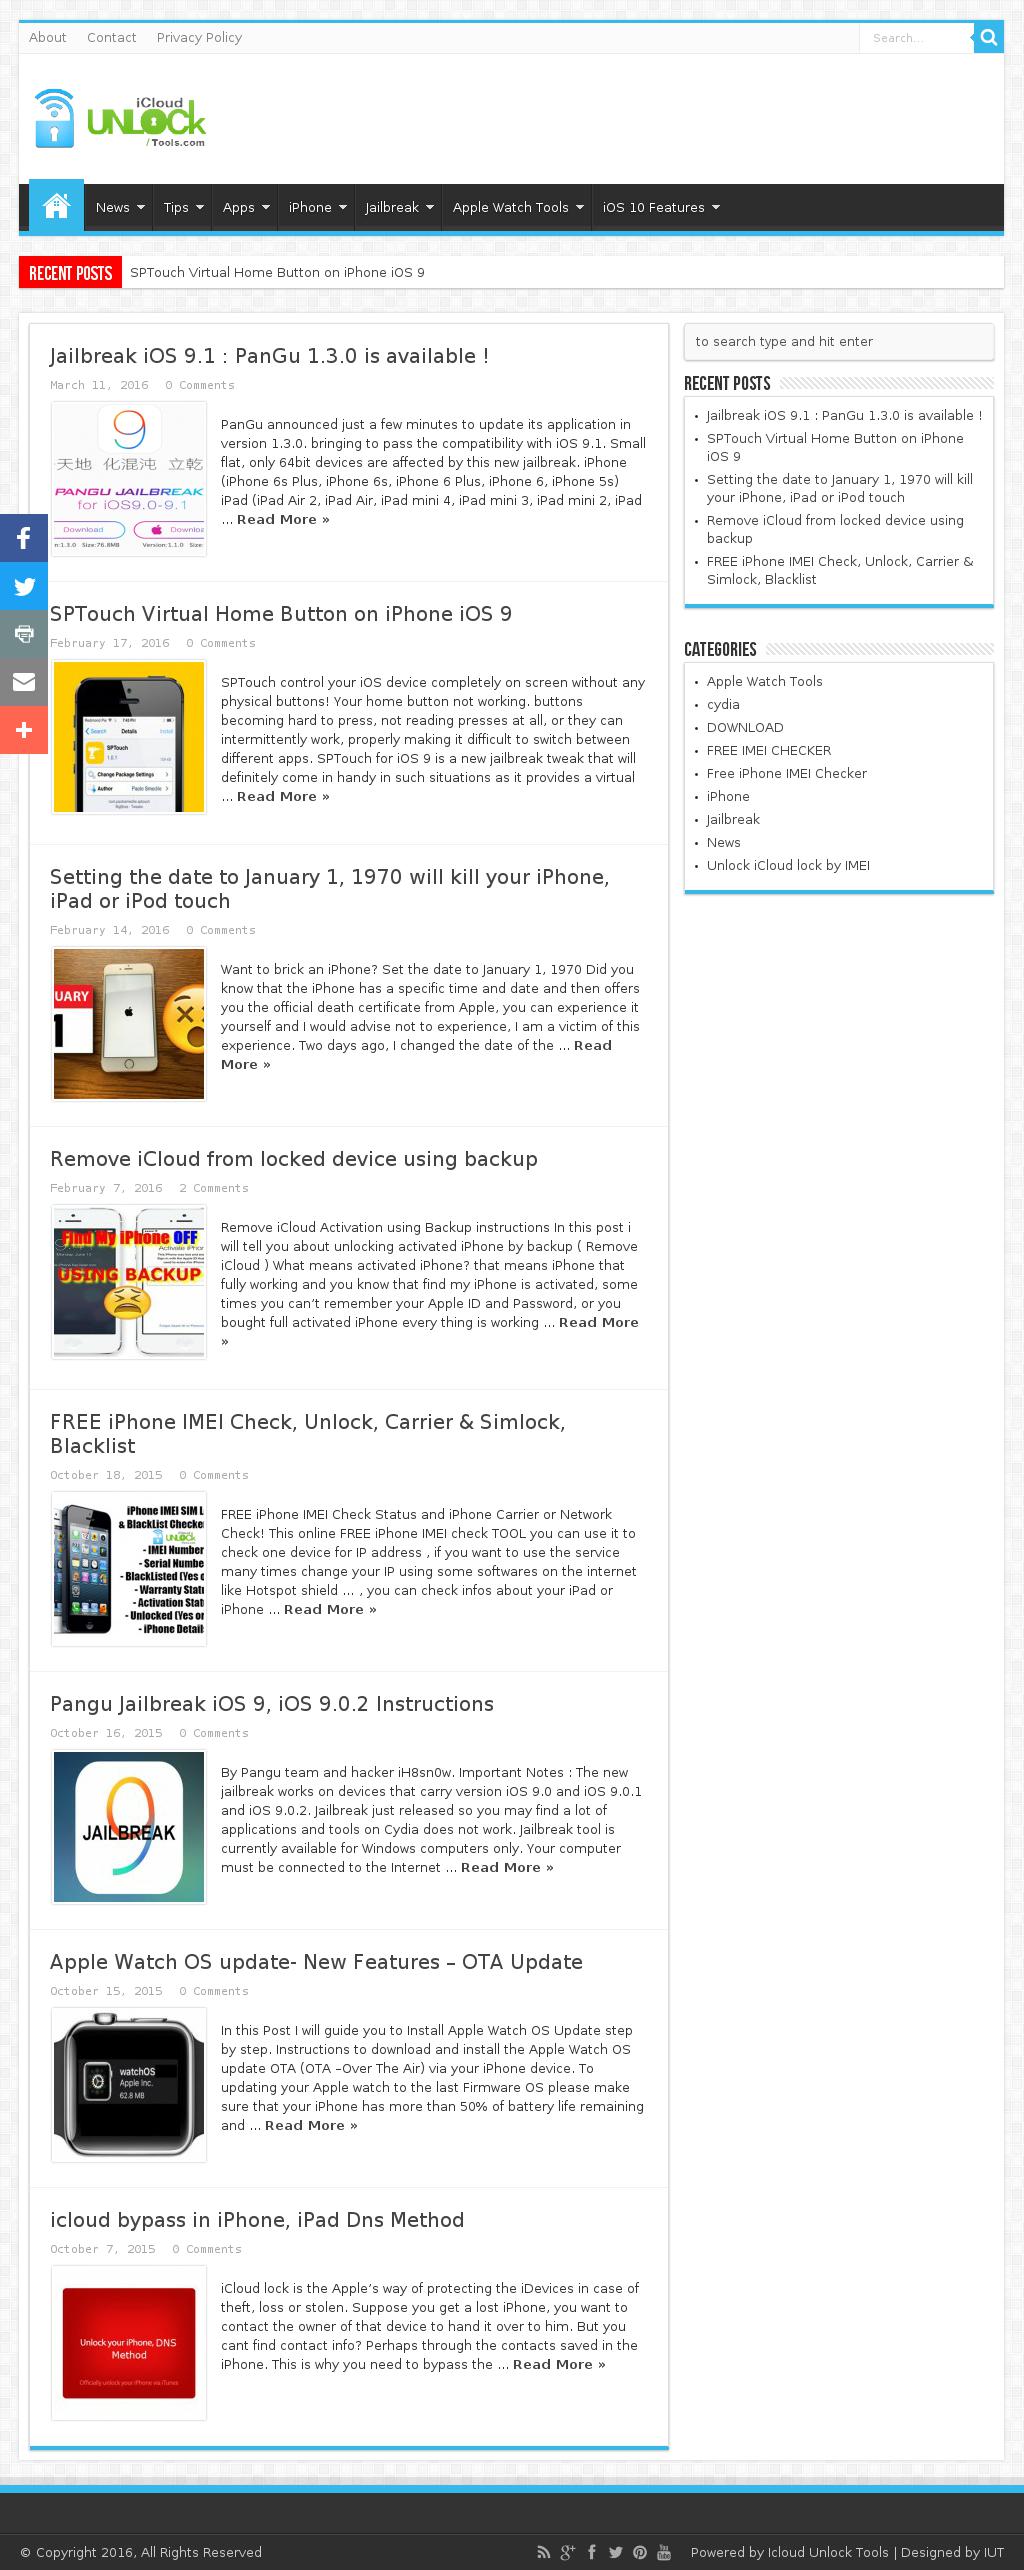 About Contact Privacy Policy
Search...
iCloud
UNLOCK
/Tools.com
News Tips Apps iPhone Jailbreak Apple Watch Tools iOS 10 Features
RECENT POSTS SPTouch Virtual Home Button on iPhone iOS 9
Jailbreak iOS 9.1 : PanGu 1.3.0 is available !
March 11, 2016 0 Comments
9
天地 化混沌 立乾
PANGU JAILBREAK
for iOS9.0-9.1
Download Downloa
n:1.3.0 Size:76.8MB Version:1.1.0 Size:
PanGu announced just a few minutes to update its application in
version 1.3.0. bringing to pass the compatibility with iOS 9.1. Small
flat, only 64bit devices are affected by this new jailbreak. iPhone
(iPhone 6s Plus, iPhone 6s, iPhone 6 Plus, iPhone 6, iPhone 5s)
iPad (iPad Air 2, iPad Air, iPad mini 4, iPad mini 3, iPad mini 2, iPad
... Read More »
SPTouch Virtual Home Button on iPhone iOS 9
February 17, 2016 0 Comments
Search Details Install
SPTouch
Change Package Settings
Author Paolo Smedile
SPTouch control your iOS device completely on screen without any
physical buttons! Your home button not working. buttons
becoming hard to press, not reading presses at all, or they can
intermittently work, properly making it difficult to switch between
different apps. SPTouch for iOS 9 is a new jailbreak tweak that will
definitely come in handy in such situations as it provides a virtual
... Read More »
Setting the date to January 1, 1970 will kill your iPhone,
iPad or iPod touch
February 14, 2016 0 Comments
UARY
1
Want to brick an iPhone? Set the date to January 1, 1970 Did you
know that the iPhone has a specific time and date and then offers
you the official death certificate from Apple, you can experience it
yourself and I would advise not to experience, I am a victim of this
experience. Two days ago, I changed the date of the ... Read
More »
Remove iCloud from locked device using backup
February 7, 2016 2 Comments
Find My iPhone OFF
USING BACKUP
Remove iCloud Activation using Backup instructions In this post i
will tell you about unlocking activated iPhone by backup ( Remove
iCloud ) What means activated iPhone? that means iPhone that
fully working and you know that find my iPhone is activated, some
times you can’t remember your Apple ID and Password, or you
bought full activated iPhone every thing is working ... Read More
»
FREE iPhone IMEI Check, Unlock, Carrier & Simlock,
Blacklist
October 18, 2015 0 Comments
iPhone IMEI SIM L
& BlackList Checker
UNLOCK
- IMEI Number
- Serial Numbe
- BlackListed (Yes o
- Warranty Statu
- Activation Stat
- Unlocked (Yes or
- iPhone Details
FREE iPhone IMEI Check Status and iPhone Carrier or Network
Check! This online FREE iPhone IMEI check TOOL you can use it to
check one device for IP address , if you want to use the service
many times change your IP using some softwares on the internet
like Hotspot shield ... , you can check infos about your iPad or
iPhone ... Read More »
Pangu Jailbreak iOS 9, iOS 9.0.2 Instructions
October 16, 2015 0 Comments
9
JAILBREAK
By Pangu team and hacker iH8sn0w. Important Notes : The new
jailbreak works on devices that carry version iOS 9.0 and iOS 9.0.1
and iOS 9.0.2. Jailbreak just released so you may find a lot of
applications and tools on Cydia does not work. Jailbreak tool is
currently available for Windows computers only. Your computer
must be connected to the Internet ... Read More »
Apple Watch OS update- New Features – OTA Update
October 15, 2015 0 Comments
watchOS
Apple Inc.
62.8 MB
In this Post I will guide you to Install Apple Watch OS Update step
by step. Instructions to download and install the Apple Watch OS
update OTA (OTA –Over The Air) via your iPhone device. To
updating your Apple watch to the last Firmware OS please make
sure that your iPhone has more than 50% of battery life remaining
and ... Read More »
icloud bypass in iPhone, iPad Dns Method
October 7, 2015 0 Comments
Unlock your iPhone, DNS
Method
Officially unlock your iPhone via iTunes
iCloud lock is the Apple’s way of protecting the iDevices in case of
theft, loss or stolen. Suppose you get a lost iPhone, you want to
contact the owner of that device to hand it over to him. But you
cant find contact info? Perhaps through the contacts saved in the
iPhone. This is why you need to bypass the ... Read More »
to search type and hit enter
RECENT POSTS
Jailbreak iOS 9.1 : PanGu 1.3.0 is available !
SPTouch Virtual Home Button on iPhone
iOS 9
Setting the date to January 1, 1970 will kill
your iPhone, iPad or iPod touch
Remove iCloud from locked device using
backup
FREE iPhone IMEI Check, Unlock, Carrier &
Simlock, Blacklist
CATEGORIES
Apple Watch Tools
cydia
DOWNLOAD
FREE IMEI CHECKER
Free iPhone IMEI Checker
iPhone
Jailbreak
News
Unlock iCloud lock by IMEI
© Copyright 2016, All Rights Reserved
Powered by Icloud Unlock Tools | Designed by IUT